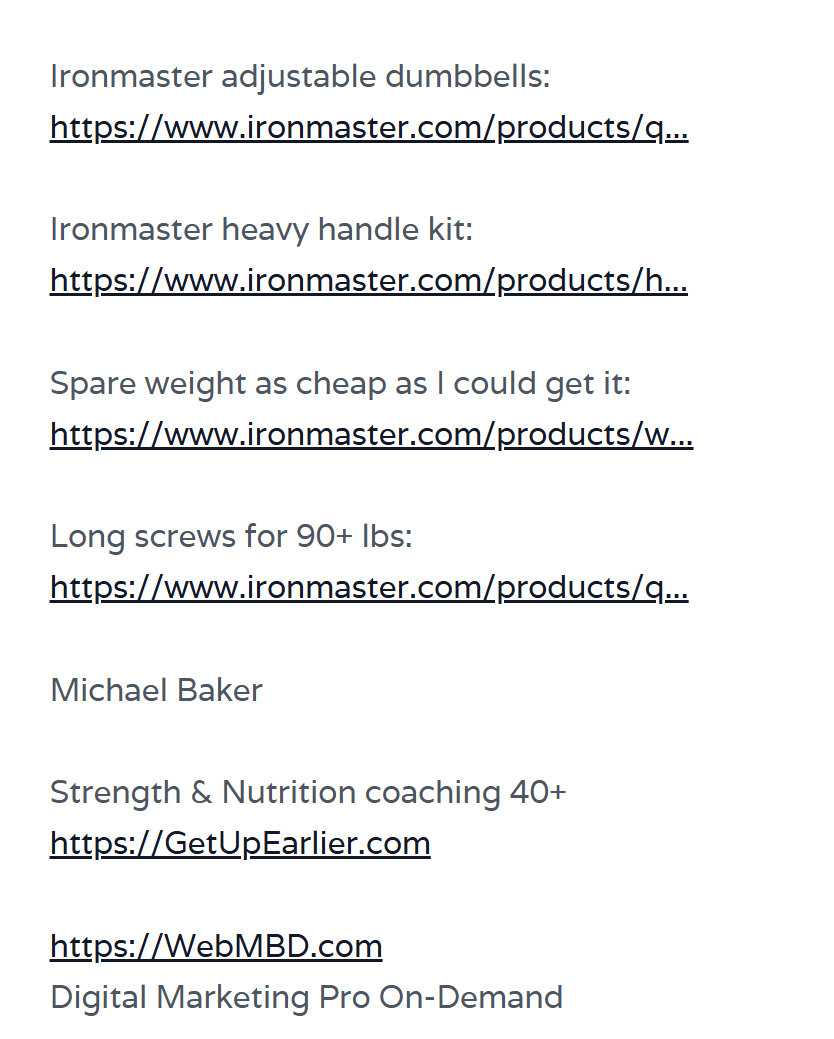 Ironmaster adjustable dumbbells:
https://www.ironmaster.com/products/q...
Ironmaster heavy handle kit:
https://www.ironmaster.com/products/h...
Spare weight as cheap as I could get it:
https://www.ironmaster.com/products/w...
Long screws for 90+ lbs:
https://www.ironmaster.com/products/q...
Michael Baker
Strength & Nutrition coaching 40+
https://GetUpEarlier.com
https://WebMBD.com
Digital Marketing Pro On-Demand